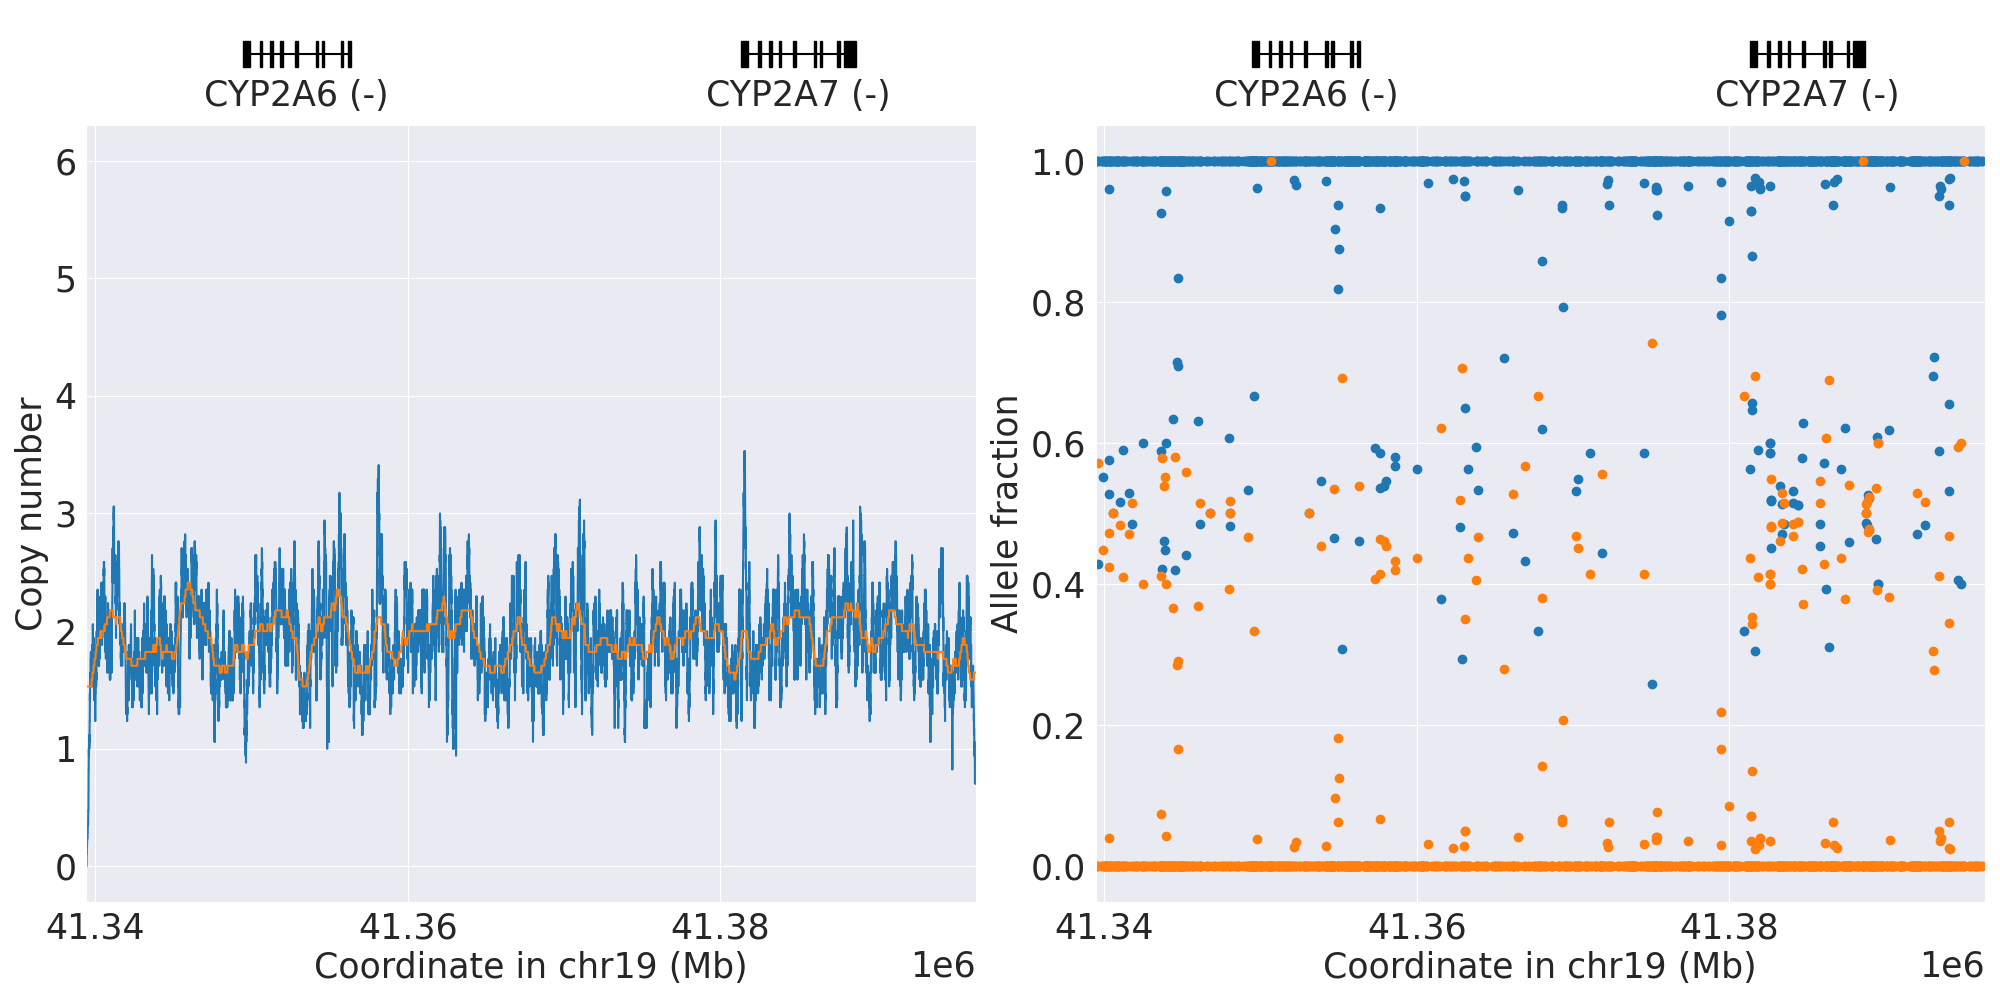 CYP2A6 (-) CYP2A7 (-)
6
5
4
3
2
1
0
Copy number
41.34 41.36 41.38
Coordinate in chr19 (Mb) 1e6
CYP2A6 (-) CYP2A7 (-)
1.0
0.8
0.6
0.4
0.2
0.0
Allele fraction
41.34 41.36 41.38
Coordinate in chr19 (Mb) 1e6